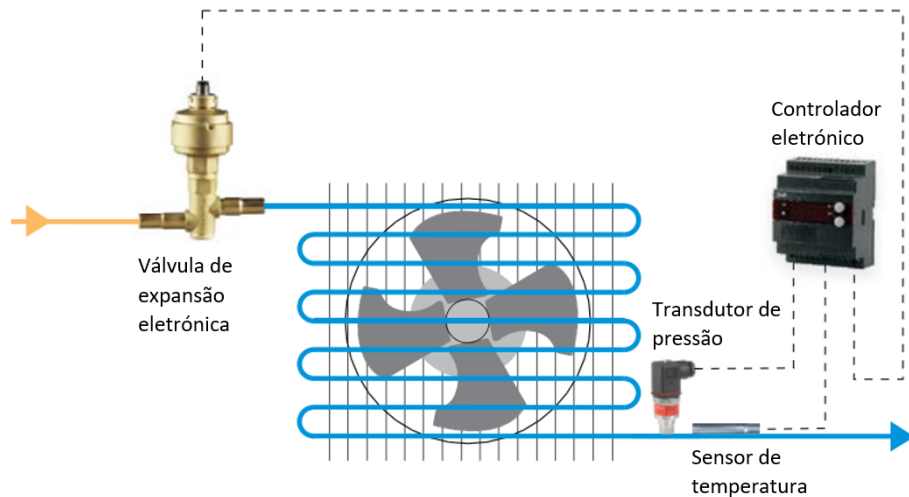 Controlador
eletrónico
Válvula de
expansão
eletrónica
Transdutor de
pressão
Sensor de
temperatura